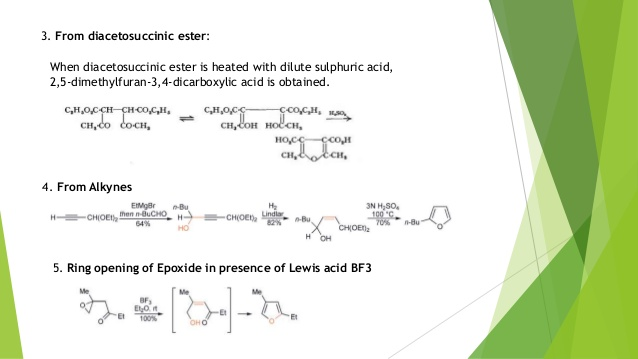 3. From diacetosuccinic ester:
When diacetosuccinic ester is heated with dilute sulphuric acid,
2,5-dimethylfuran-3,4-dicarboxylic acid is obtained.
C₂H₅O₂C·CH—CH·CO₂C₂H₅ ⇌ C₂H₅O₂C·C C·CO₂C₂H₅ H₂SO₄
CH₃·CO CO·CH₃ CH₃·COH HOC·CH₃
HO₂C·C C·CO₂H
CH₃·C O C·CH₃
4. From Alkynes
H CH(OEt)₂ EtMgBr then n-BuCHO 64% n-Bu H HO CH(OEt)₂ H₂ Lindlar 82% n-Bu H OH CH(OEt)₂ 3N H₂SO₄ 100 °C 70% n-Bu O
5. Ring opening of Epoxide in presence of Lewis acid BF3
Me O O Et BF₃ Et₂O, rt 100% Me OH O Et Me O Et